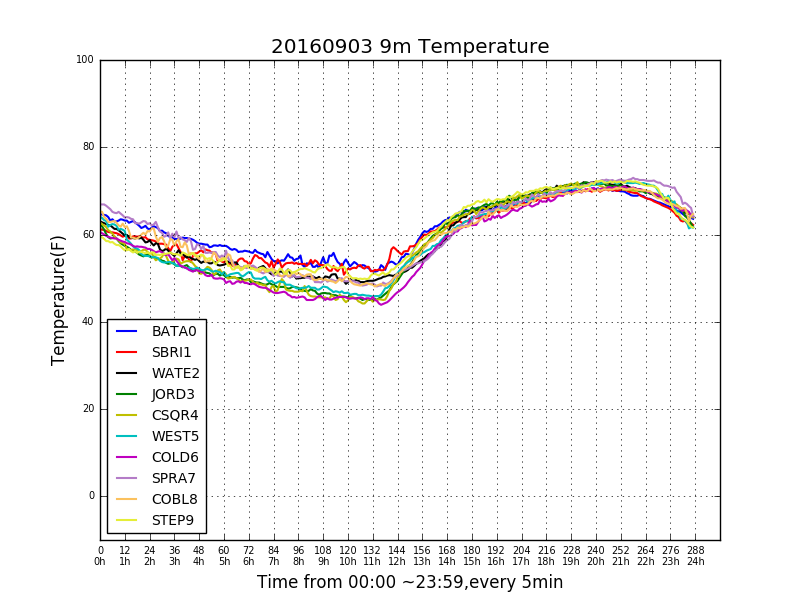 20160903 9m Temperature
100
80
60
40
20
0
Temperature(F)
BATA0
SBRI1
WATE2
JORD3
CSQR4
WEST5
COLD6
SPRA7
COBL8
STEP9
0 12 24 36 48 60 72 84 96 108 120 132 144 156 168 180 192 204 216 228 240 252 264 276 288
0h 1h 2h 3h 4h 5h 6h 7h 8h 9h 10h 11h 12h 13h 14h 15h 16h 17h 18h 19h 20h 21h 22h 23h 24h
Time from 00:00 ~23:59,every 5min